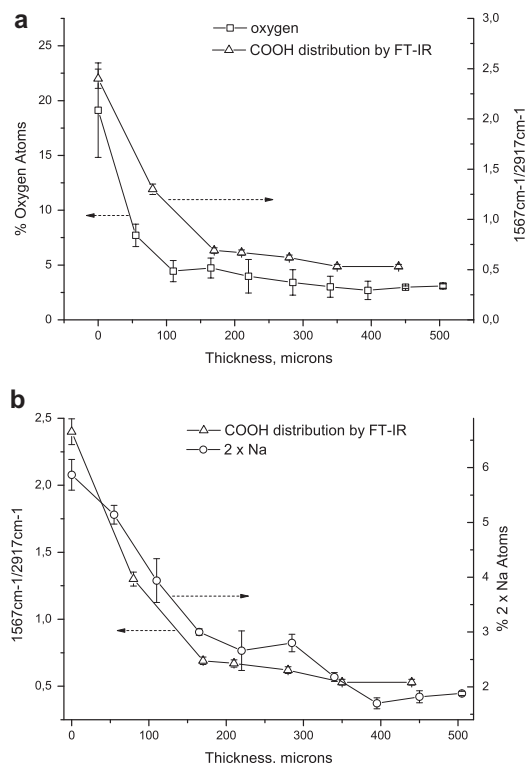 a
oxygen
COOH distribution by FT-IR
25
20
15
10
5
0
% Oxygen Atoms
3,0
2,5
2,0
1,5
1,0
0,5
0,0
1567cm-1/2917cm-1
0 100 200 300 400 500
Thickness, microns
b
COOH distribution by FT-IR
2 x Na
2,5
2,0
1,5
1,0
0,5
1567cm-1/2917cm-1
6
5
4
3
2
% 2 x Na Atoms
0 100 200 300 400 500
Thickness, microns